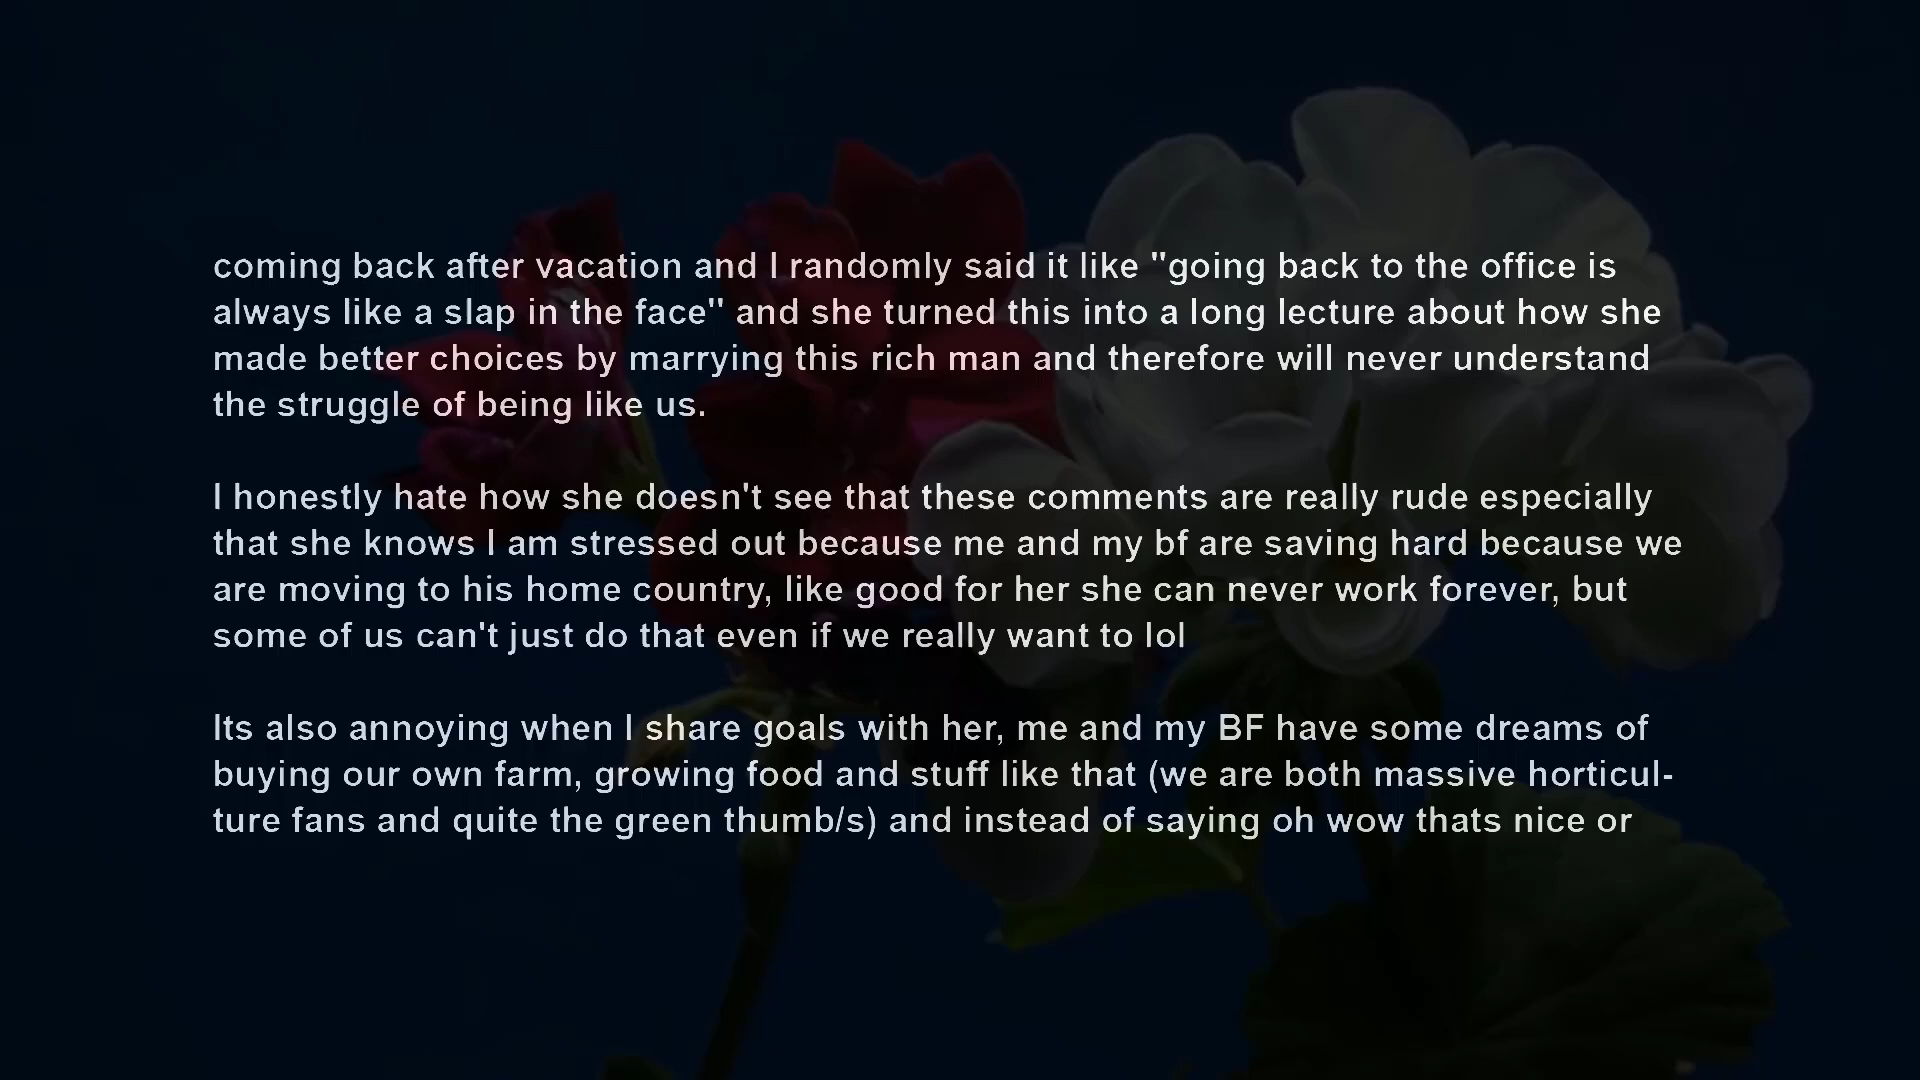 coming back after vacation and I randomly said it like "going back to the office is
always like a slap in the face" and she turned this into a long lecture about how she
made better choices by marrying this rich man and therefore will never understand
the struggle of being like us.
I honestly hate how she doesn't see that these comments are really rude especially
that she knows I am stressed out because me and my bf are saving hard because we
are moving to his home country, like good for her she can never work forever, but
some of us can't just do that even if we really want to lol
Its also annoying when I share goals with her, me and my BF have some dreams of
buying our own farm, growing food and stuff like that (we are both massive horticul-
ture fans and quite the green thumb/s) and instead of saying oh wow thats nice or